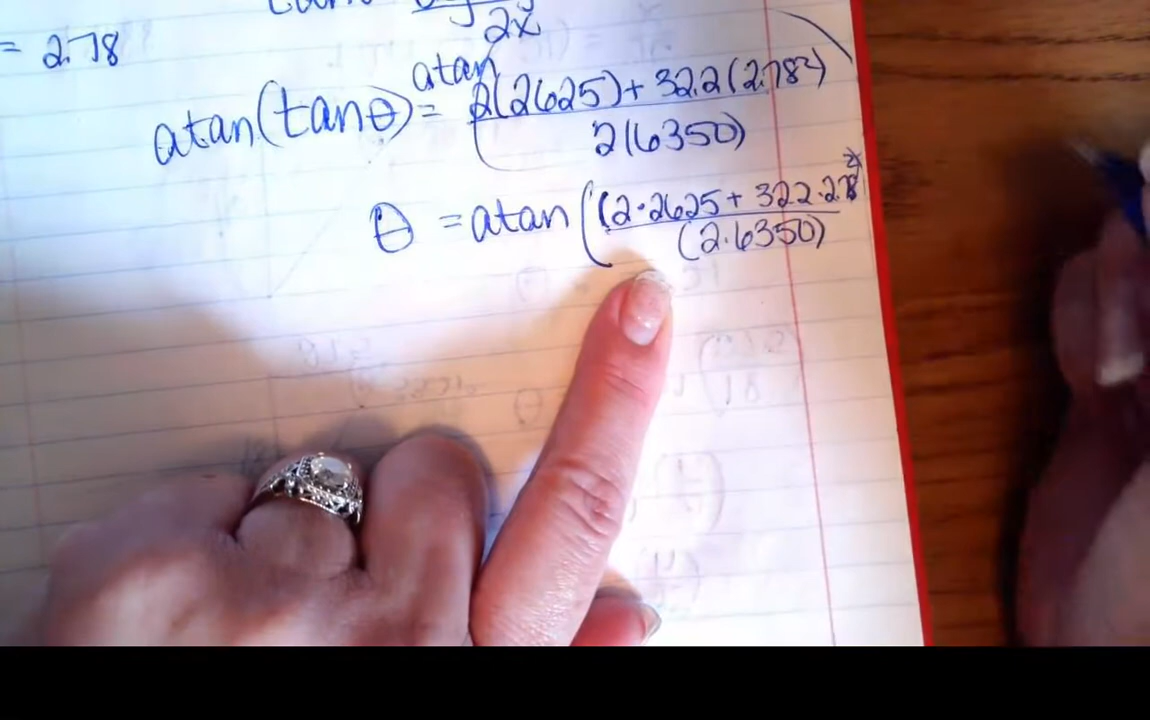 2x
= 2.78
atan
atan(tanθ) = (2(2625) + 32.2(2.78²)
2(6350)
θ = atan ((2·2625 + 32.2·2.78²
(2·6350)